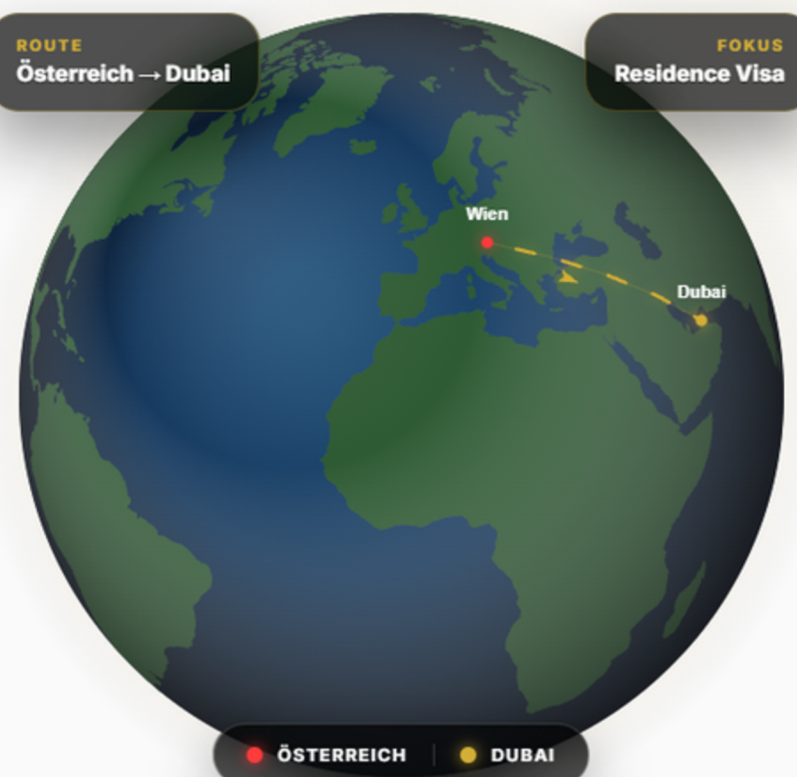 ROUTE
Österreich → Dubai
FOKUS
Residence Visa
Wien
Dubai
ÖSTERREICH
DUBAI